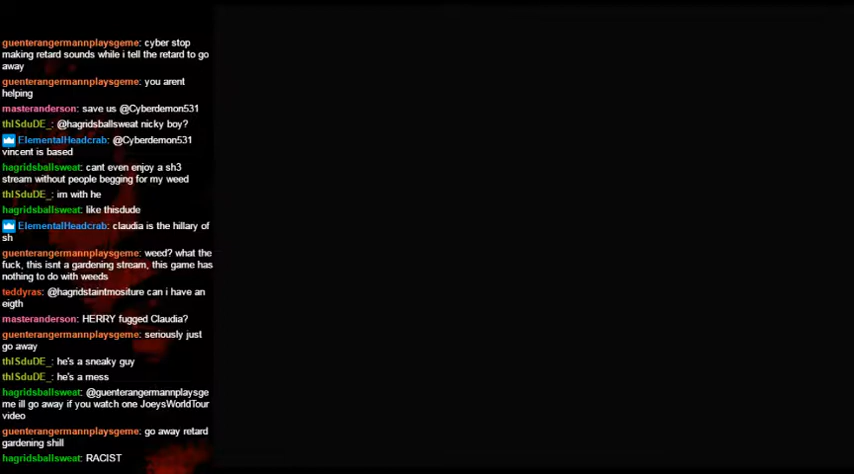 guenterangermannplaysgeme: cyber stop
making retard sounds while i tell the retard to go
away
guenterangermannplaysgeme: you arent
helping
masteranderson: save us @Cyberdemon531
thISduDE_: @hagridsballsweat nicky boy?
ElementalHeadcrab: @Cyberdemon531
vincent is based
hagridsballsweat: cant even enjoy a sh3
stream without people begging for my weed
thISduDE_: im with he
hagridsballsweat: like thisdude
ElementalHeadcrab: claudia is the hillary of
sh
guenterangermannplaysgeme: weed? what the
fuck, this isnt a gardening stream, this game has
nothing to do with weeds
teddyras: @hagridstaintmositure can i have an
eigth
masteranderson: HERRY fugged Claudia?
guenterangermannplaysgeme: seriously just
go away
thISduDE_: he's a sneaky guy
thISduDE_: he's a mess
hagridsballsweat: @guenterangermannplaysge
me ill go away if you watch one JoeysWorldTour
video
guenterangermannplaysgeme: go away retard
gardening shill
hagridsballsweat: RACIST